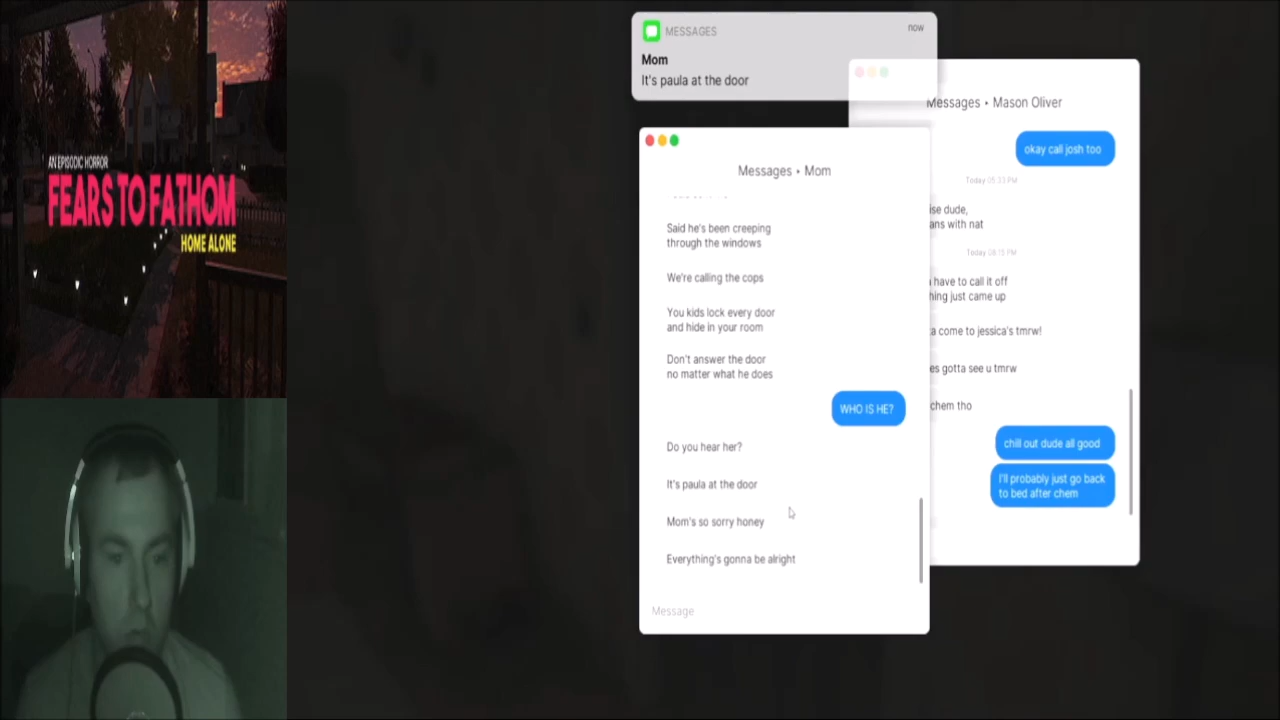 AN EPISODIC HORROR
FEARS TO FATHOM
HOME ALONE
MESSAGES
now
Mom
It's paula at the door
Messages • Mom
Said he's been creeping
through the windows
We're calling the cops
You kids lock every door
and hide in your room
Don't answer the door
no matter what he does
WHO IS HE?
Do you hear her?
It's paula at the door
Mom's so sorry honey
Everything's gonna be alright
Message
Messages • Mason Oliver
okay call josh too
Today 05:33 PM
ise dude,
ans with nat
Today 08:15 PM
have to call it off
hing just came up
a come to jessica's tmrw!
es gotta see u tmrw
chem tho
chill out dude all good
I'll probably just go back
to bed after chem